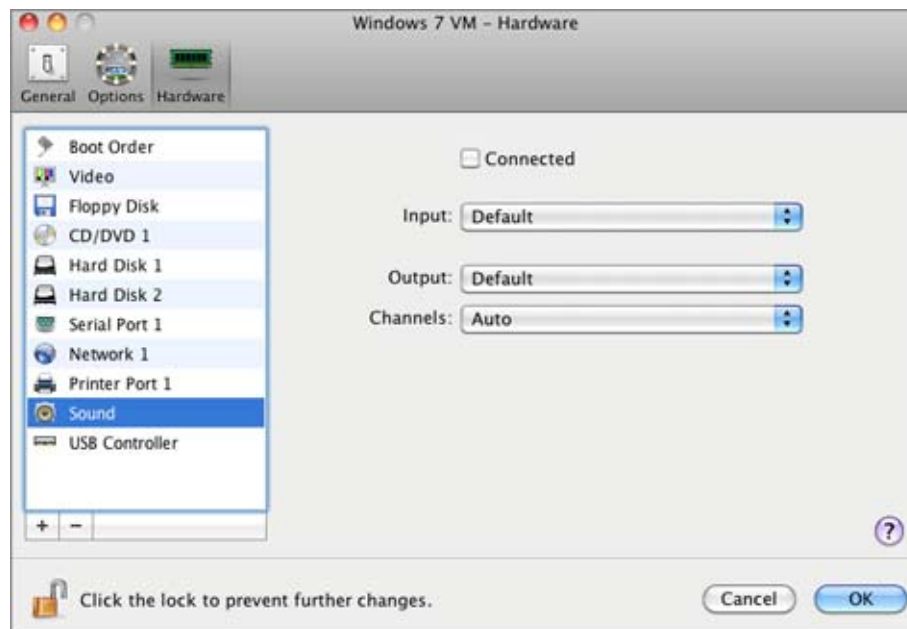 Windows 7 VM – Hardware
General Options Hardware
Boot Order
Video
Floppy Disk
CD/DVD 1
Hard Disk 1
Hard Disk 2
Serial Port 1
Network 1
Printer Port 1
Sound
USB Controller
+ −
Connected
Input: Default
Output: Default
Channels: Auto
?
Click the lock to prevent further changes.
Cancel OK